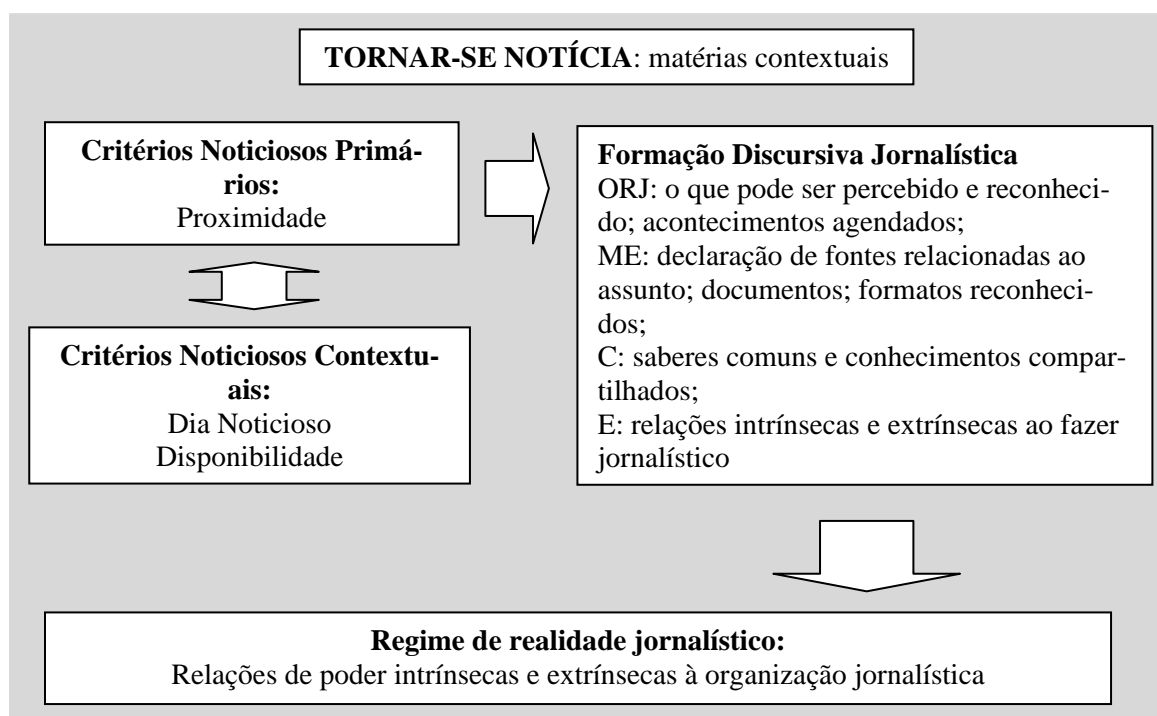 TORNAR-SE NOTÍCIA: matérias contextuais
Critérios Noticiosos Primá-
rios:
Proximidade
Critérios Noticiosos Contextu-
ais:
Dia Noticioso
Disponibilidade
Formação Discursiva Jornalística
ORJ: o que pode ser percebido e reconheci-
do; acontecimentos agendados;
ME: declaração de fontes relacionadas ao
assunto; documentos; formatos reconheci-
dos;
C: saberes comuns e conhecimentos compar-
tilhados;
E: relações intrínsecas e extrínsecas ao fazer
jornalístico
Regime de realidade jornalístico:
Relações de poder intrínsecas e extrínsecas à organização jornalística